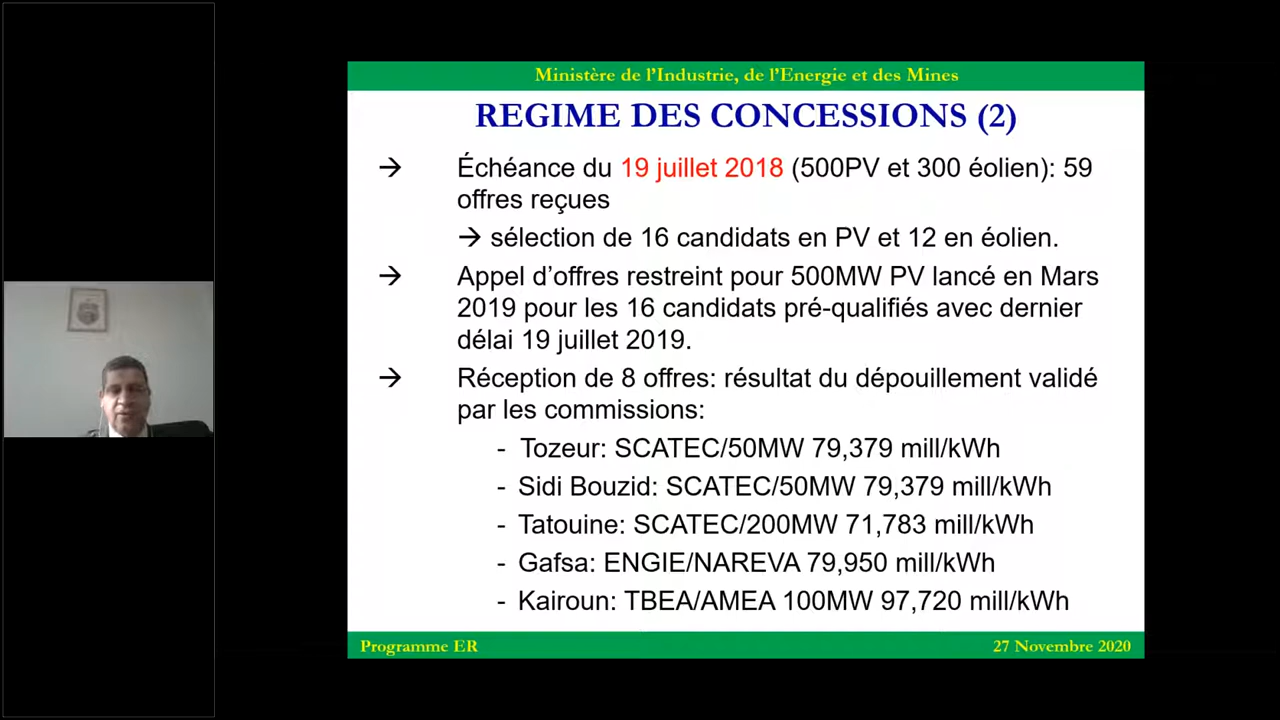 Ministère de l'Industrie, de l'Energie et des Mines
REGIME DES CONCESSIONS (2)
→ Échéance du 19 juillet 2018 (500PV et 300 éolien): 59
offres reçues
→ sélection de 16 candidats en PV et 12 en éolien.
→ Appel d'offres restreint pour 500MW PV lancé en Mars
2019 pour les 16 candidats pré-qualifiés avec dernier
délai 19 juillet 2019.
→ Réception de 8 offres: résultat du dépouillement validé
par les commissions:
- Tozeur: SCATEC/50MW 79,379 mill/kWh
- Sidi Bouzid: SCATEC/50MW 79,379 mill/kWh
- Tatouine: SCATEC/200MW 71,783 mill/kWh
- Gafsa: ENGIE/NAREVA 79,950 mill/kWh
- Kairoun: TBEA/AMEA 100MW 97,720 mill/kWh
Programme ER
27 Novembre 2020